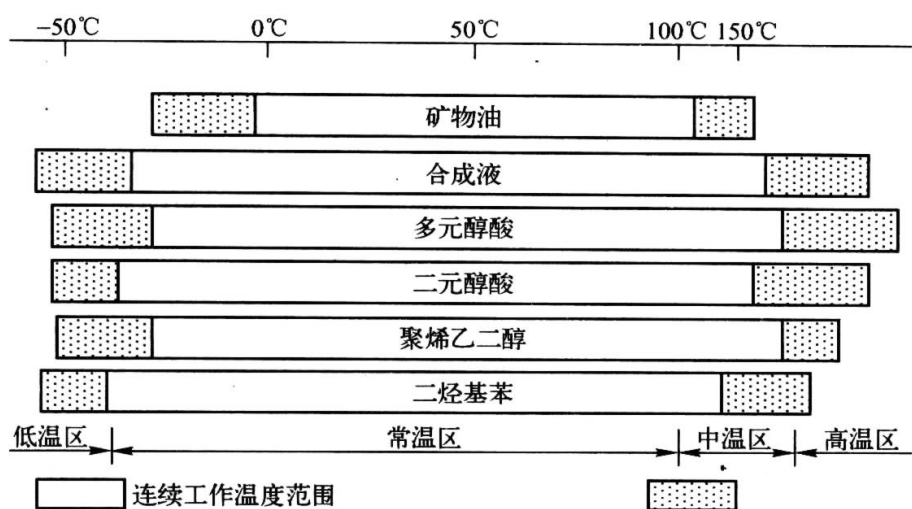 -50℃ 0℃ 50℃ 100℃ 150℃
矿物油
合成液
多元醇酸
二元醇酸
聚烯乙二醇
二烃基苯
低温区 常温区 中温区 高温区
连续工作温度范围